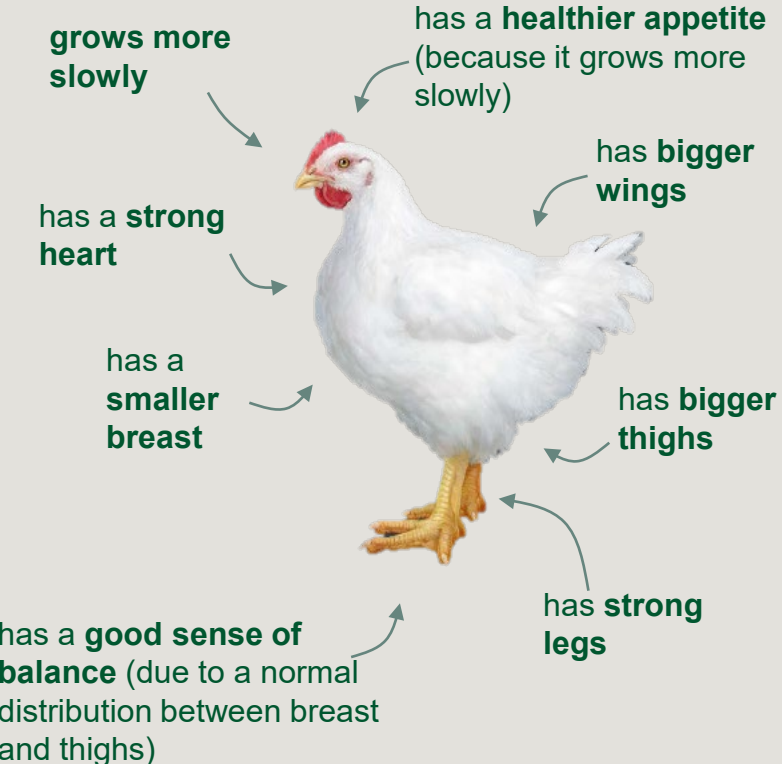 grows more
slowly
has a healthier appetite
(because it grows more
slowly)
has bigger
wings
has a strong
heart
has a
smaller
breast
has bigger
thighs
has strong
legs
has a good sense of
balance (due to a normal
distribution between breast
and thighs)